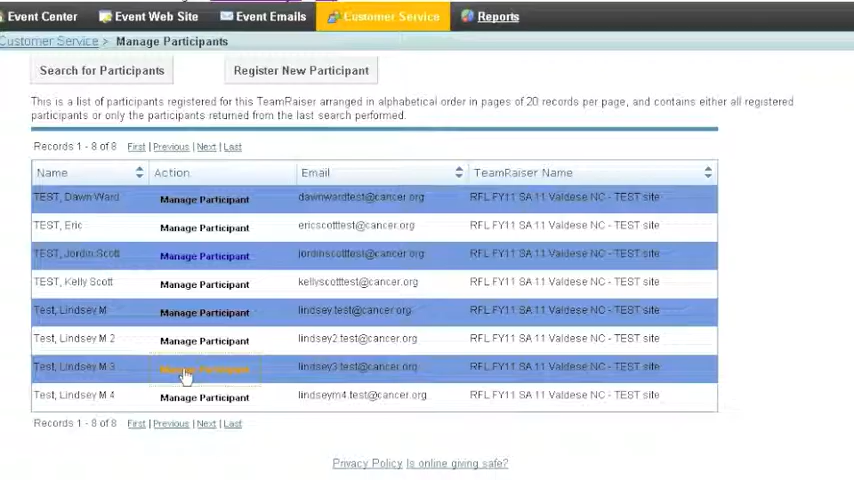 Event Center Event Web Site Event Emails Customer Service Reports
Customer Service > Manage Participants
Search for Participants Register New Participant
This is a list of participants registered for this TeamRaiser arranged in alphabetical order in pages of 20 records per page, and contains either all registered
participants or only the participants returned from the last search performed.
Records 1 - 8 of 8 First | Previous | Next | Last
Name Action Email TeamRaiser Name
TEST, Dawn Ward Manage Participant dawnwardtest@cancer.org RFL FY11 SA 11 Valdese NC - TEST site
TEST, Eric Manage Participant ericscotttest@cancer.org RFL FY11 SA 11 Valdese NC - TEST site
TEST, Jordin Scott Manage Participant jordinscotttest@cancer.org RFL FY11 SA 11 Valdese NC - TEST site
TEST, Kelly Scott Manage Participant kellyscotttest@cancer.org RFL FY11 SA 11 Valdese NC - TEST site
Test, Lindsey M Manage Participant lindsey.test@cancer.org RFL FY11 SA 11 Valdese NC - TEST site
Test, Lindsey M 2 Manage Participant lindsey2.test@cancer.org RFL FY11 SA 11 Valdese NC - TEST site
Test, Lindsey M 3 Manage Participant lindsey3.test@cancer.org RFL FY11 SA 11 Valdese NC - TEST site
Test, Lindsey M 4 Manage Participant lindseym4.test@cancer.org RFL FY11 SA 11 Valdese NC - TEST site
Records 1 - 8 of 8 First | Previous | Next | Last
Privacy Policy Is online giving safe?